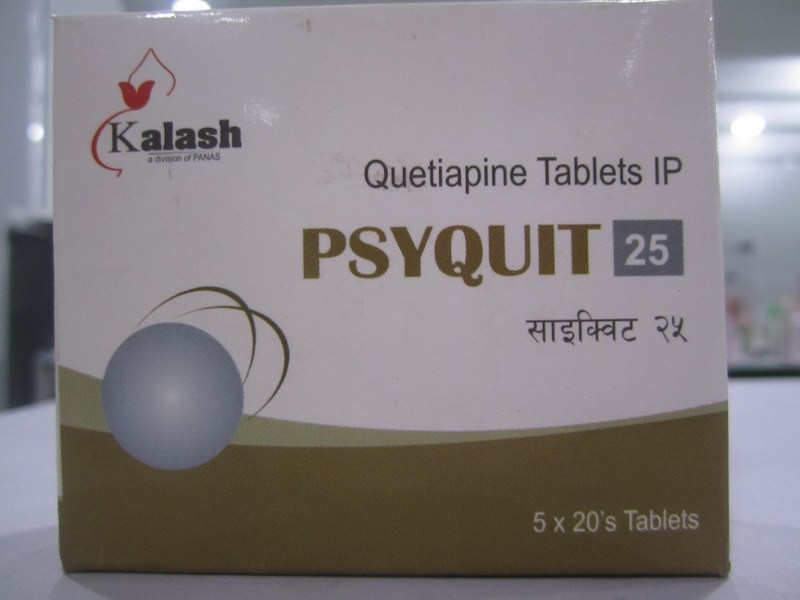 Kalash
a division of PANAS
Quetiapine Tablets IP
PSYQUIT 25
साइक्विट २५
5 x 20's Tablets